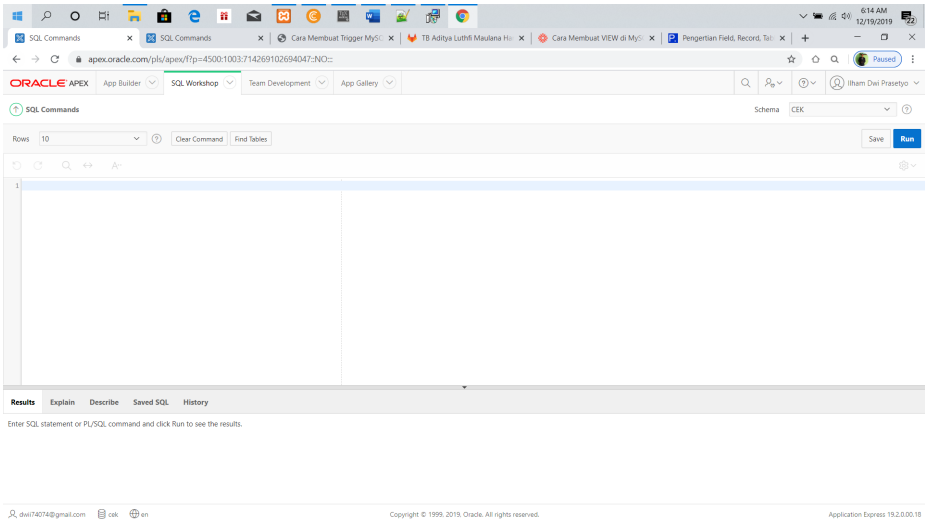 6:14 AM
12/19/2019
22
SQL Commands
SQL Commands
Cara Membuat Trigger MySQ
TB Aditya Luthfi Maulana Har
Cara Membuat VIEW di MyS
Pengertian Field, Record, Tab
apex.oracle.com/pls/apex/f?p=4500:1003:714269102694047::NO:::
Paused
ORACLE APEX App Builder SQL Workshop Team Development App Gallery Ilham Dwi Prasetyo
SQL Commands Schema CEK
Rows 10 Clear Command Find Tables Save Run
A
1
Results Explain Describe Saved SQL History
Enter SQL statement or PL/SQL command and click Run to see the results.
dwii74074@gmail.com cek en Copyright © 1999, 2019, Oracle. All rights reserved. Application Express 19.2.0.00.18